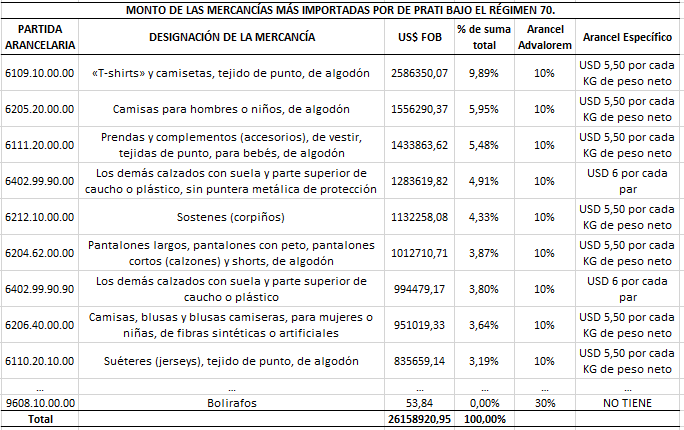 MONTO DE LAS MERCANCÍAS MÁS IMPORTADAS POR DE PRATI BAJO EL RÉGIMEN 70.
PARTIDA ARANCELARIA DESIGNACIÓN DE LA MERCANCÍA US$ FOB % de suma total Arancel Advalorem Arancel Específico
6109.10.00.00 «T-shirts» y camisetas, tejido de punto, de algodón 2586350,07 9,89% 10% USD 5,50 por cada KG de peso neto
6205.20.00.00 Camisas para hombres o niños, de algodón 1556290,37 5,95% 10% USD 5,50 por cada KG de peso neto
6111.20.00.00 Prendas y complementos (accesorios), de vestir, tejidas de punto, para bebés, de algodón 1433863,62 5,48% 10% USD 5,50 por cada KG de peso neto
6402.99.90.00 Los demás calzados con suela y parte superior de caucho o plástico, sin puntera metálica de protección 1283619,82 4,91% 10% USD 6 por cada par
6212.10.00.00 Sostenes (corpiños) 1132258,08 4,33% 10% USD 5,50 por cada KG de peso neto
6204.62.00.00 Pantalones largos, pantalones con peto, pantalones cortos (calzones) y shorts, de algodón 1012710,71 3,87% 10% USD 5,50 por cada KG de peso neto
6402.99.90.90 Los demás calzados con suela y parte superior de caucho o plástico 994479,17 3,80% 10% USD 6 por cada par
6206.40.00.00 Camisas, blusas y blusas camiseras, para mujeres o niñas, de fibras sintéticas o artificiales 951019,33 3,64% 10% USD 5,50 por cada KG de peso neto
6110.20.10.00 Suéteres (jerseys), tejido de punto, de algodón 835659,14 3,19% 10% USD 5,50 por cada KG de peso neto
... ... ... ... ... ...
9608.10.00.00 Bolirafos 53,84 0,00% 30% NO TIENE
Total 26158920,95 100,00%